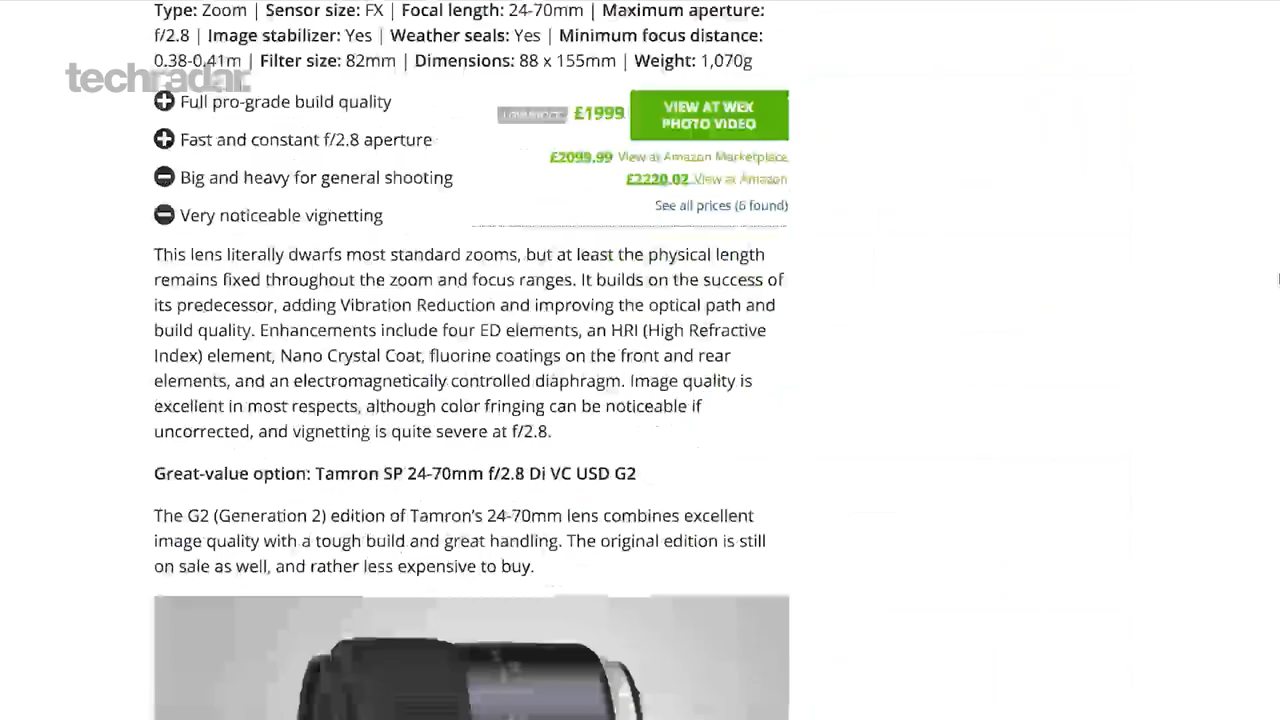 Type: Zoom | Sensor size: FX | Focal length: 24-70mm | Maximum aperture:
f/2.8 | Image stabilizer: Yes | Weather seals: Yes | Minimum focus distance:
0.38-0.41m | Filter size: 82mm | Dimensions: 88 x 155mm | Weight: 1,070g
techradar.
Full pro-grade build quality
Fast and constant f/2.8 aperture
Big and heavy for general shooting
Very noticeable vignetting
£1999
VIEW AT WEX
PHOTO VIDEO
£2099.99 View at Amazon Marketplace
£2220.02 View at Amazon
See all prices (6 found)
This lens literally dwarfs most standard zooms, but at least the physical length
remains fixed throughout the zoom and focus ranges. It builds on the success of
its predecessor, adding Vibration Reduction and improving the optical path and
build quality. Enhancements include four ED elements, an HRI (High Refractive
Index) element, Nano Crystal Coat, fluorine coatings on the front and rear
elements, and an electromagnetically controlled diaphragm. Image quality is
excellent in most respects, although color fringing can be noticeable if
uncorrected, and vignetting is quite severe at f/2.8.
Great-value option: Tamron SP 24-70mm f/2.8 Di VC USD G2
The G2 (Generation 2) edition of Tamron's 24-70mm lens combines excellent
image quality with a tough build and great handling. The original edition is still
on sale as well, and rather less expensive to buy.